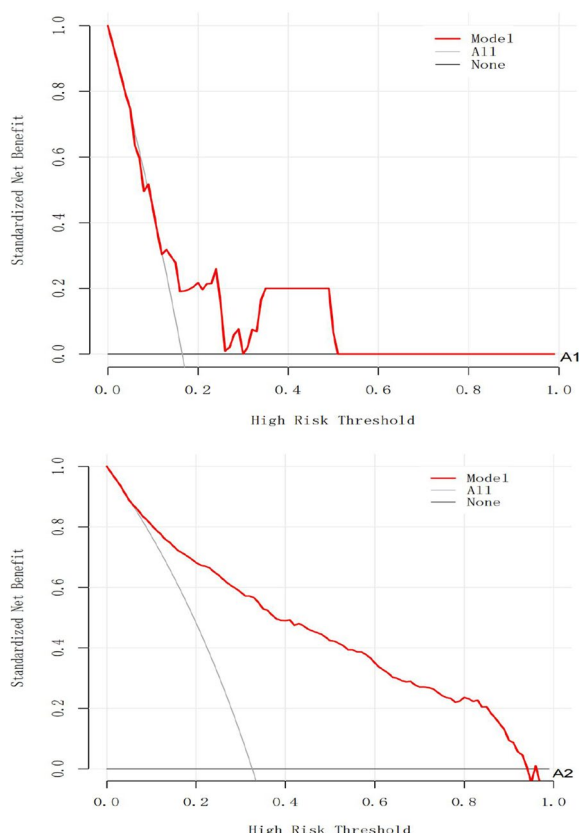 Standardized Net Benefit
1.0
0.8
0.6
0.4
0.2
0.0
Model
All
None
A1
0.0 0.2 0.4 0.6 0.8 1.0
High Risk Threshold
Standardized Net Benefit
1.0
0.8
0.6
0.4
0.2
0.0
Model
All
None
A2
0.0 0.2 0.4 0.6 0.8 1.0
High Risk Threshold